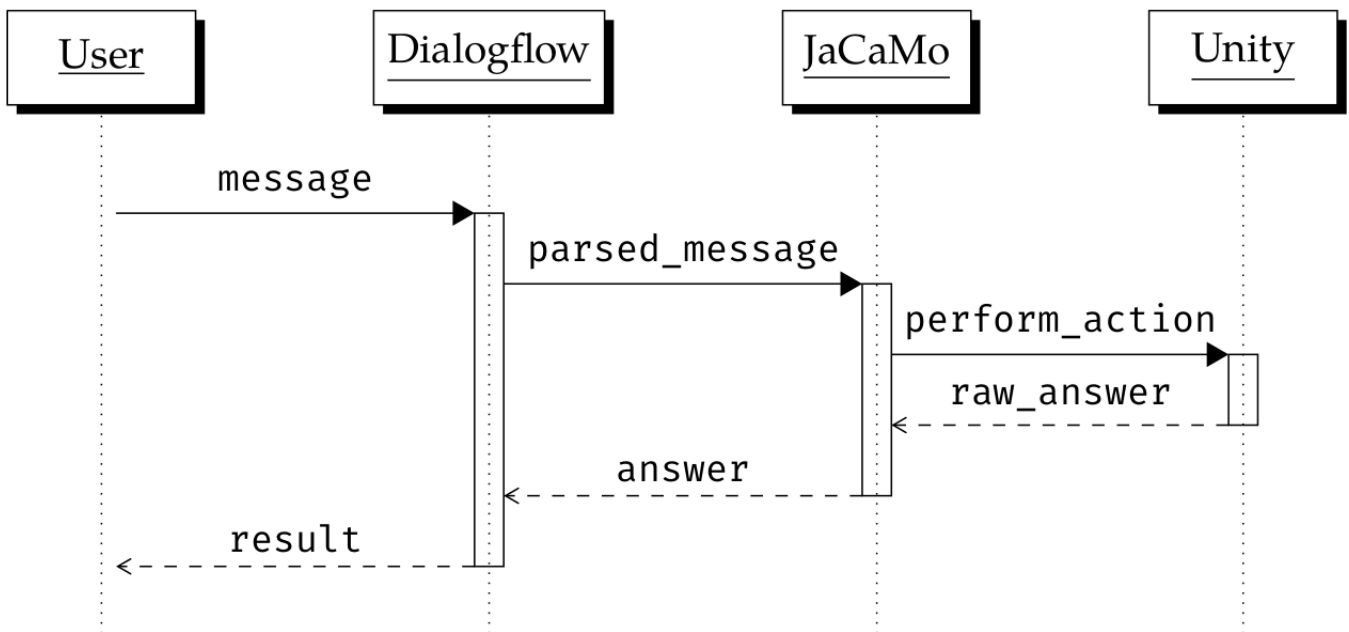 User
Dialogflow
JaCaMo
Unity
message
parsed_message
perform_action
raw_answer
answer
result